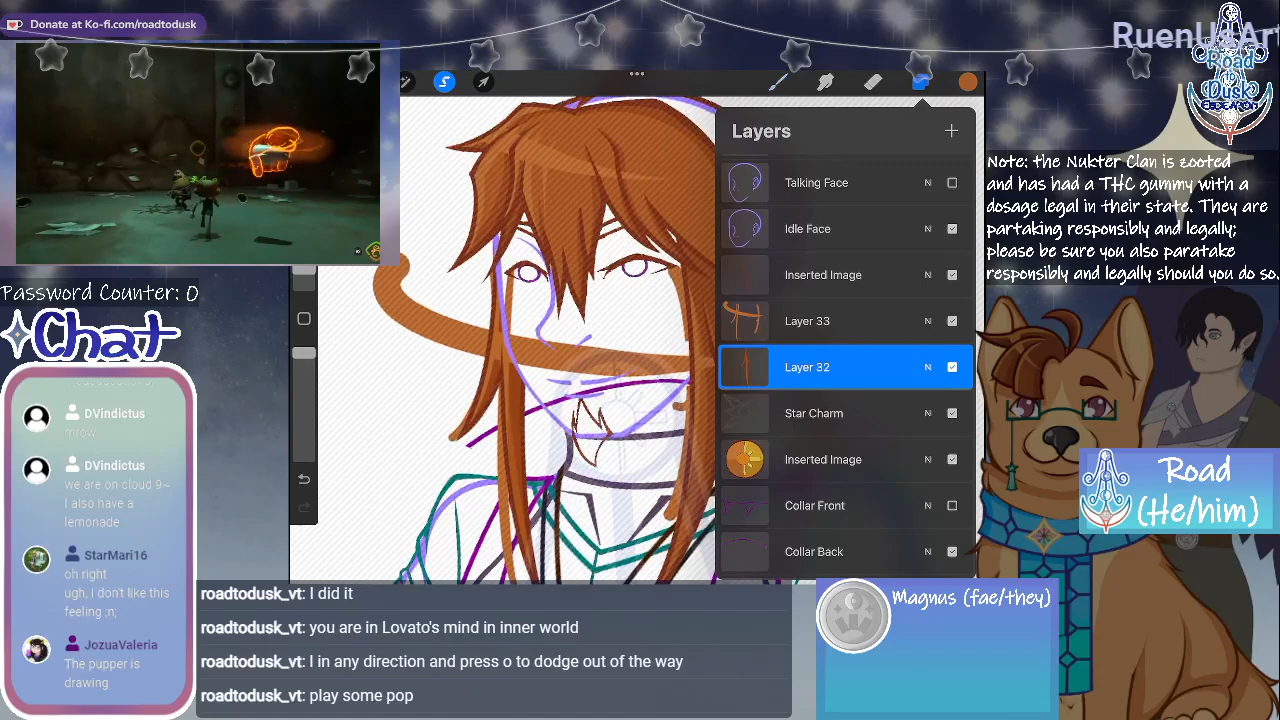 Donate at Ko-fi.com/roadtodusk
RuenUsAr
Road
to
Dusk
Layers
Talking Face
N
Idle Face
N
Inserted Image
N
Layer 33
N
Layer 32
N
Star Charm
N
Inserted Image
N
Collar Front
N
Collar Back
N
Note: the Nukter Clan is zooted
and has had a THC gummy with a
dosage legal in their state. They are
partaking responsibly and legally;
please be sure you also paratake
responsibly and legally should you do so.
Password Counter: 0
Chat
DVindictus
mrow
DVindictus
we are on cloud 9~
I also have a
lemonade
StarMari16
oh right
ugh, I don't like this
feeling ;n;
JozuaValeria
The pupper is
drawing
roadtodusk_vt: I did it
roadtodusk_vt: you are in Lovato's mind in inner world
roadtodusk_vt: l in any direction and press o to dodge out of the way
roadtodusk_vt: play some pop
Road
(He/him)
Magnus (fae/they)